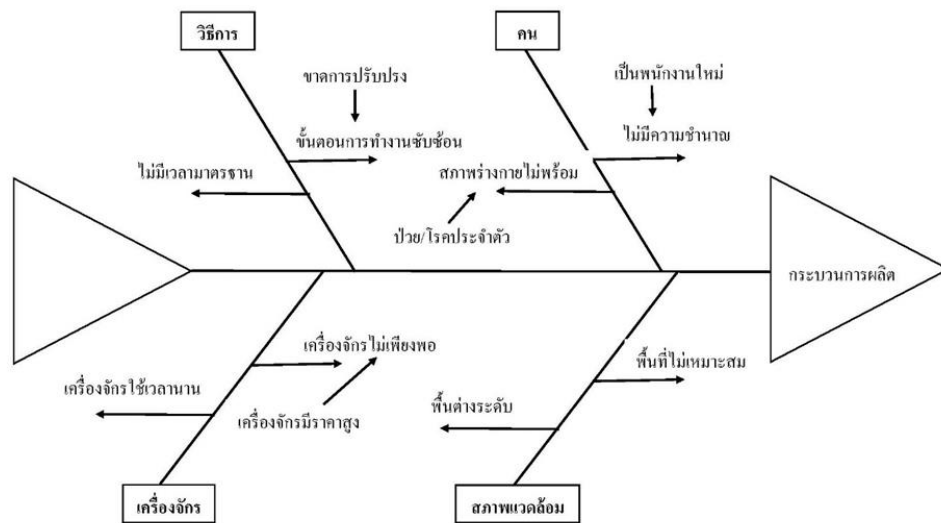 วิธีการ
คน
ขาดการปรับปรง
เป็นพนักงานใหม่
ขั้นตอนการทำงานซับซ้อน
ไม่มีความชำนาญ
ไม่มีเวลามาตรฐาน
สภาพร่างกายไม่พร้อม
ป่วย/โรคประจำตัว
กระบวนการผลิต
เครื่องจักรไม่เพียงพอ
พื้นที่ไม่เหมาะสม
เครื่องจักรใช้เวลานาน
เครื่องจักรมีราคาสูง
พื้นต่างระดับ
เครื่องจักร
สภาพแวดล้อม